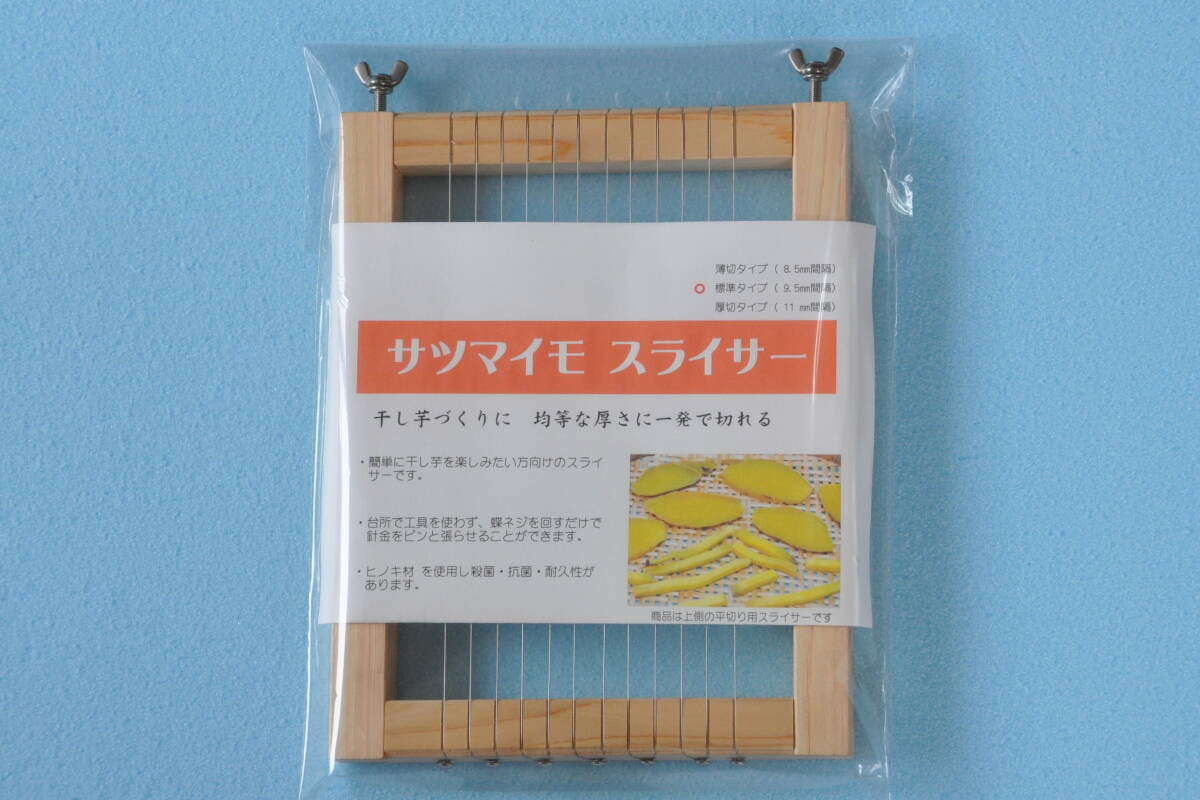 薄切タイプ ( 8.5mm間隔)
標準タイプ ( 9.5mm間隔)
厚切タイプ ( 11 mm間隔)
サツマイモ スライサー
干し芋づくりに 均等な厚さに一発で切れる
・簡単に干し芋を楽しみたい方向けのスライ
サーです。
・台所で工具を使わず、蝶ネジを回すだけで
針金をピンと張らせることができます。
・ヒノキ材 を使用し殺菌・抗菌・耐久性が
あります。
商品は上側の平切り用スライサーです